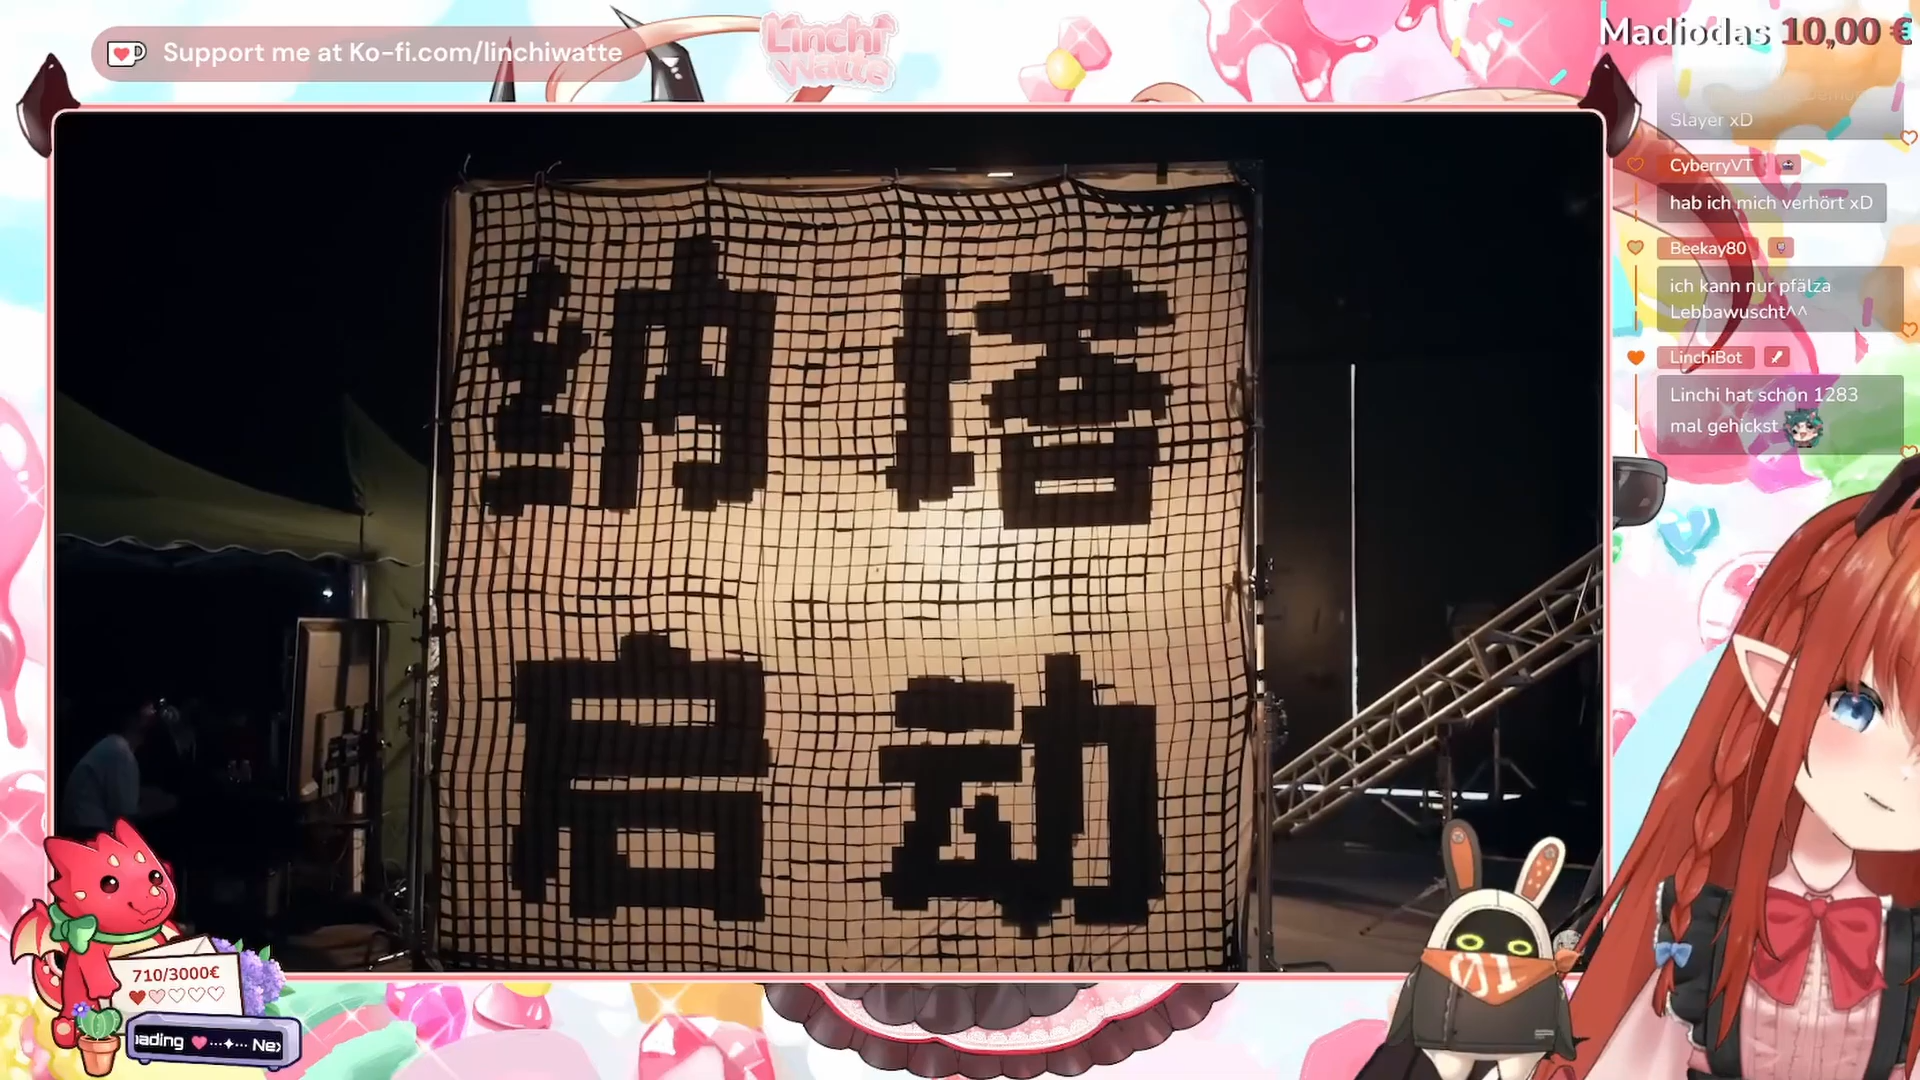 Support me at Ko-fi.com/linchiwatte
Linchi
Watte
Madiodas 10,00 €
Slayer xD
CyberryVT
hab ich mich verhört xD
Beekay80
ich kann nur pfälza
Lebbawuscht^^
LinchiBot
Linchi hat schon 1283
mal gehickst
纳塔
启动
01
710/3000€
ading ... Nex